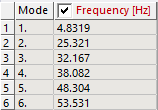 Mode Frequency [Hz]
1 1. 4.8319
2 2. 25.321
3 3. 32.167
4 4. 38.082
5 5. 48.304
6 6. 53.531